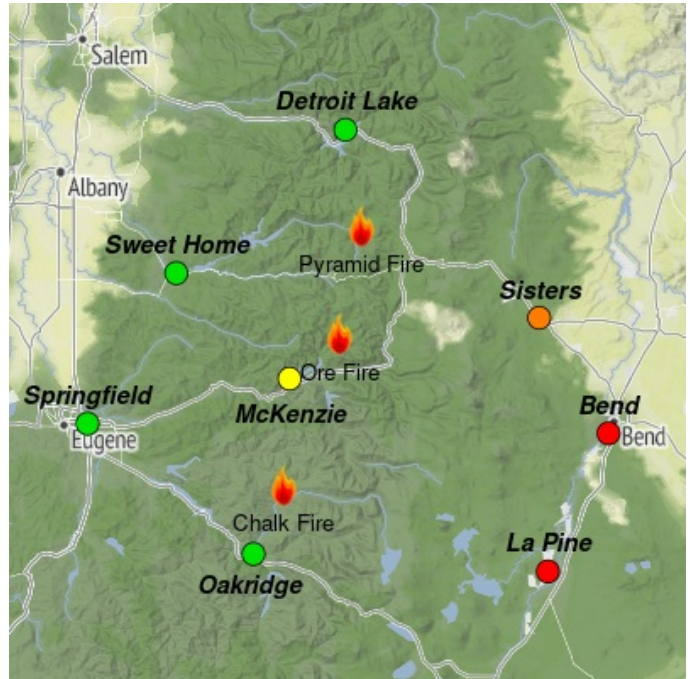 Salem
Detroit Lake
Albany
Sweet Home
Pyramid Fire
Sisters
Ore Fire
Springfield
McKenzie
Bend
Eugene
Bend
Chalk Fire
La Pine
Oakridge